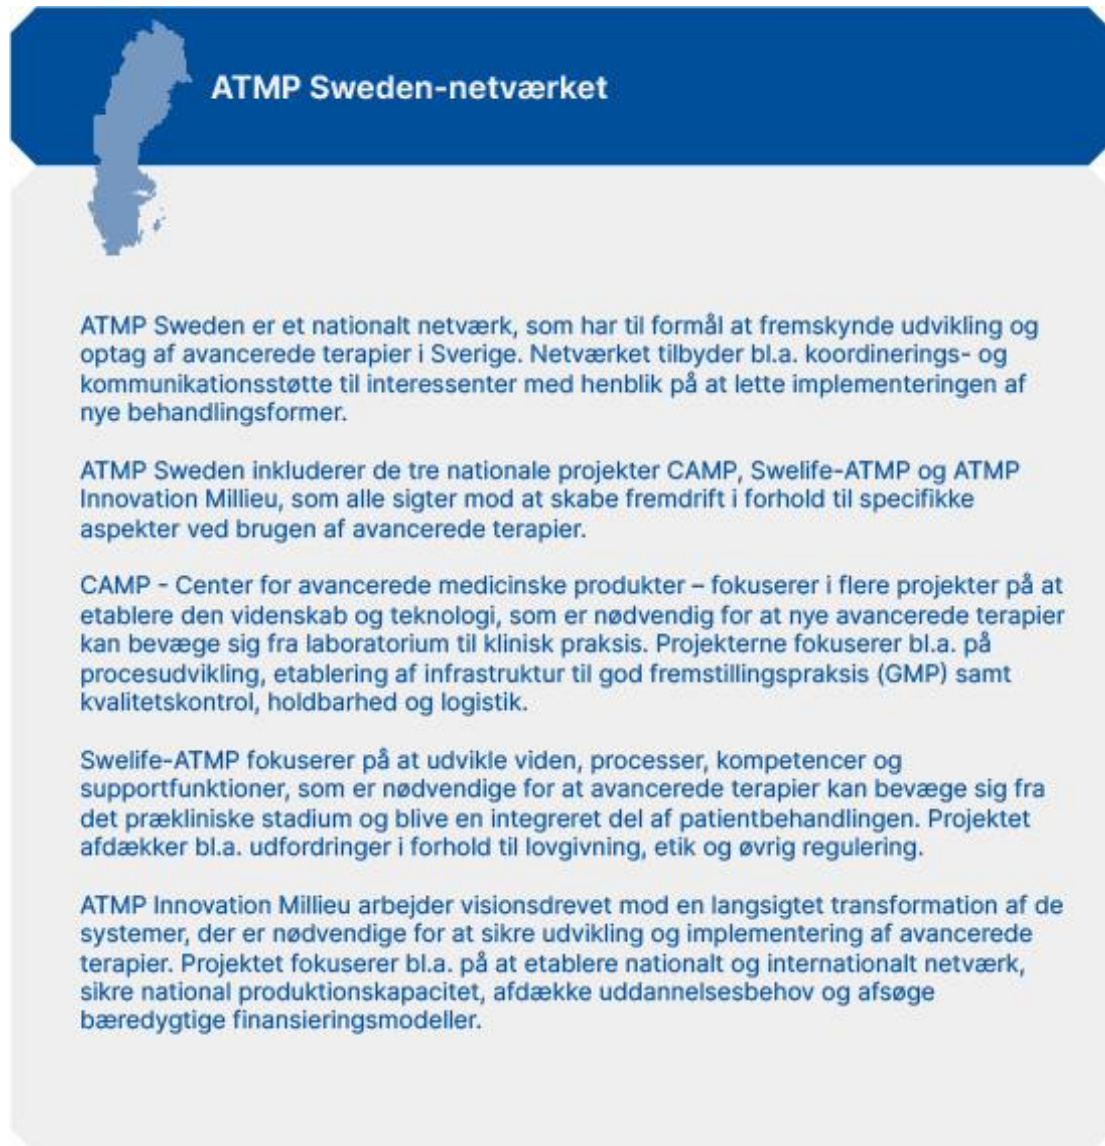 ATMP Sweden-netværket
ATMP Sweden er et nationalt netværk, som har til formål at fremskynde udvikling og
optag af avancerede terapier i Sverige. Netværket tilbyder bl.a. koordinerings- og
kommunikationsstøtte til interessenter med henblik på at lette implementeringen af
nye behandlingsformer.
ATMP Sweden inkluderer de tre nationale projekter CAMP, Swelife-ATMP og ATMP
Innovation Millieu, som alle sigter mod at skabe fremdrift i forhold til specifikke
aspekter ved brugen af avancerede terapier.
CAMP - Center for avancerede medicinske produkter – fokuserer i flere projekter på at
etablere den videnskab og teknologi, som er nødvendig for at nye avancerede terapier
kan bevæge sig fra laboratorium til klinisk praksis. Projekterne fokuserer bl.a. på
procesudvikling, etablering af infrastruktur til god fremstillingspraksis (GMP) samt
kvalitetskontrol, holdbarhed og logistik.
Swelife-ATMP fokuserer på at udvikle viden, processer, kompetencer og
supportfunktioner, som er nødvendige for at avancerede terapier kan bevæge sig fra
det prækliniske stadium og blive en integreret del af patientbehandlingen. Projektet
afdækker bl.a. udfordringer i forhold til lovgivning, etik og øvrig regulering.
ATMP Innovation Millieu arbejder visionsdrevet mod en langsigtet transformation af de
systemer, der er nødvendige for at sikre udvikling og implementering af avancerede
terapier. Projektet fokuserer bl.a. på at etablere nationalt og internationalt netværk,
sikre national produktionskapacitet, afdække uddannelsesbehov og afsøge
bæredygtige finansieringsmodeller.